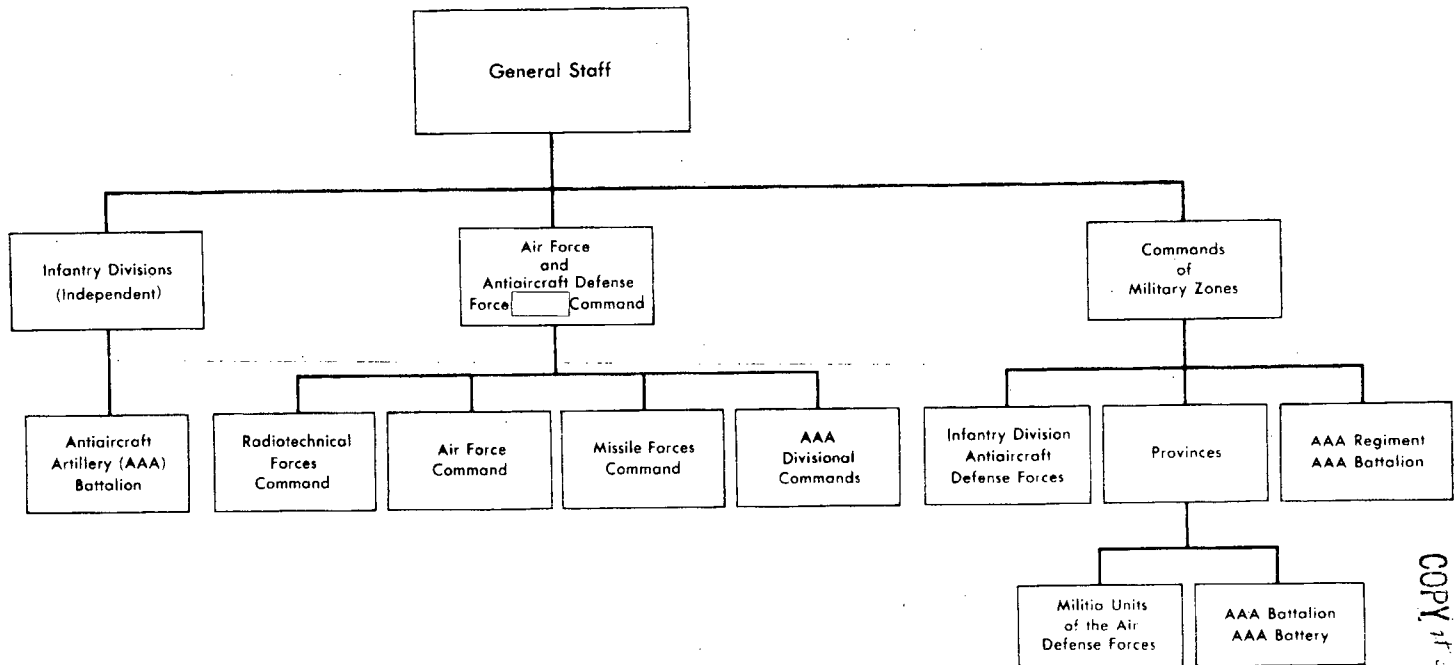 General Staff
Infantry Divisions
(Independent)
Air Force
and
Antiaircraft Defense
Force Command
Commands
of
Military Zones
Antiaircraft
Artillery (AAA)
Battalion
Radiotechnical
Forces
Command
Air Force
Command
Missile Forces
Command
AAA
Divisional
Commands
Infantry Division
Antiaircraft
Defense Forces
Provinces
AAA Regiment
AAA Battalion
Militia Units
of the Air
Defense Forces
AAA Battalion
AAA Battery
COPY